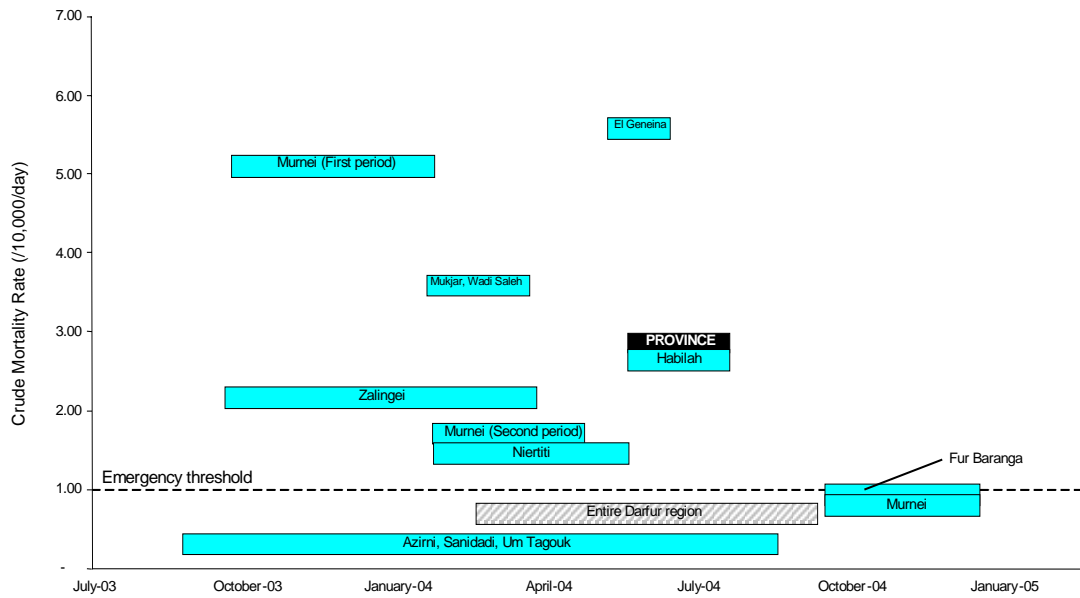 7.00
6.00
5.00
4.00
3.00
2.00
1.00
-
Crude Mortality Rate (/10,000/day)
El Geneina
Murnei (First period)
Mukjar, Wadi Saleh
PROVINCE
Habilah
Zalingei
Murnei (Second period)
Niertiti
Fur Baranga
Emergency threshold
Murnei
Entire Darfur region
Azirni, Sanidadi, Um Tagouk
July-03 October-03 January-04 April-04 July-04 October-04 January-05